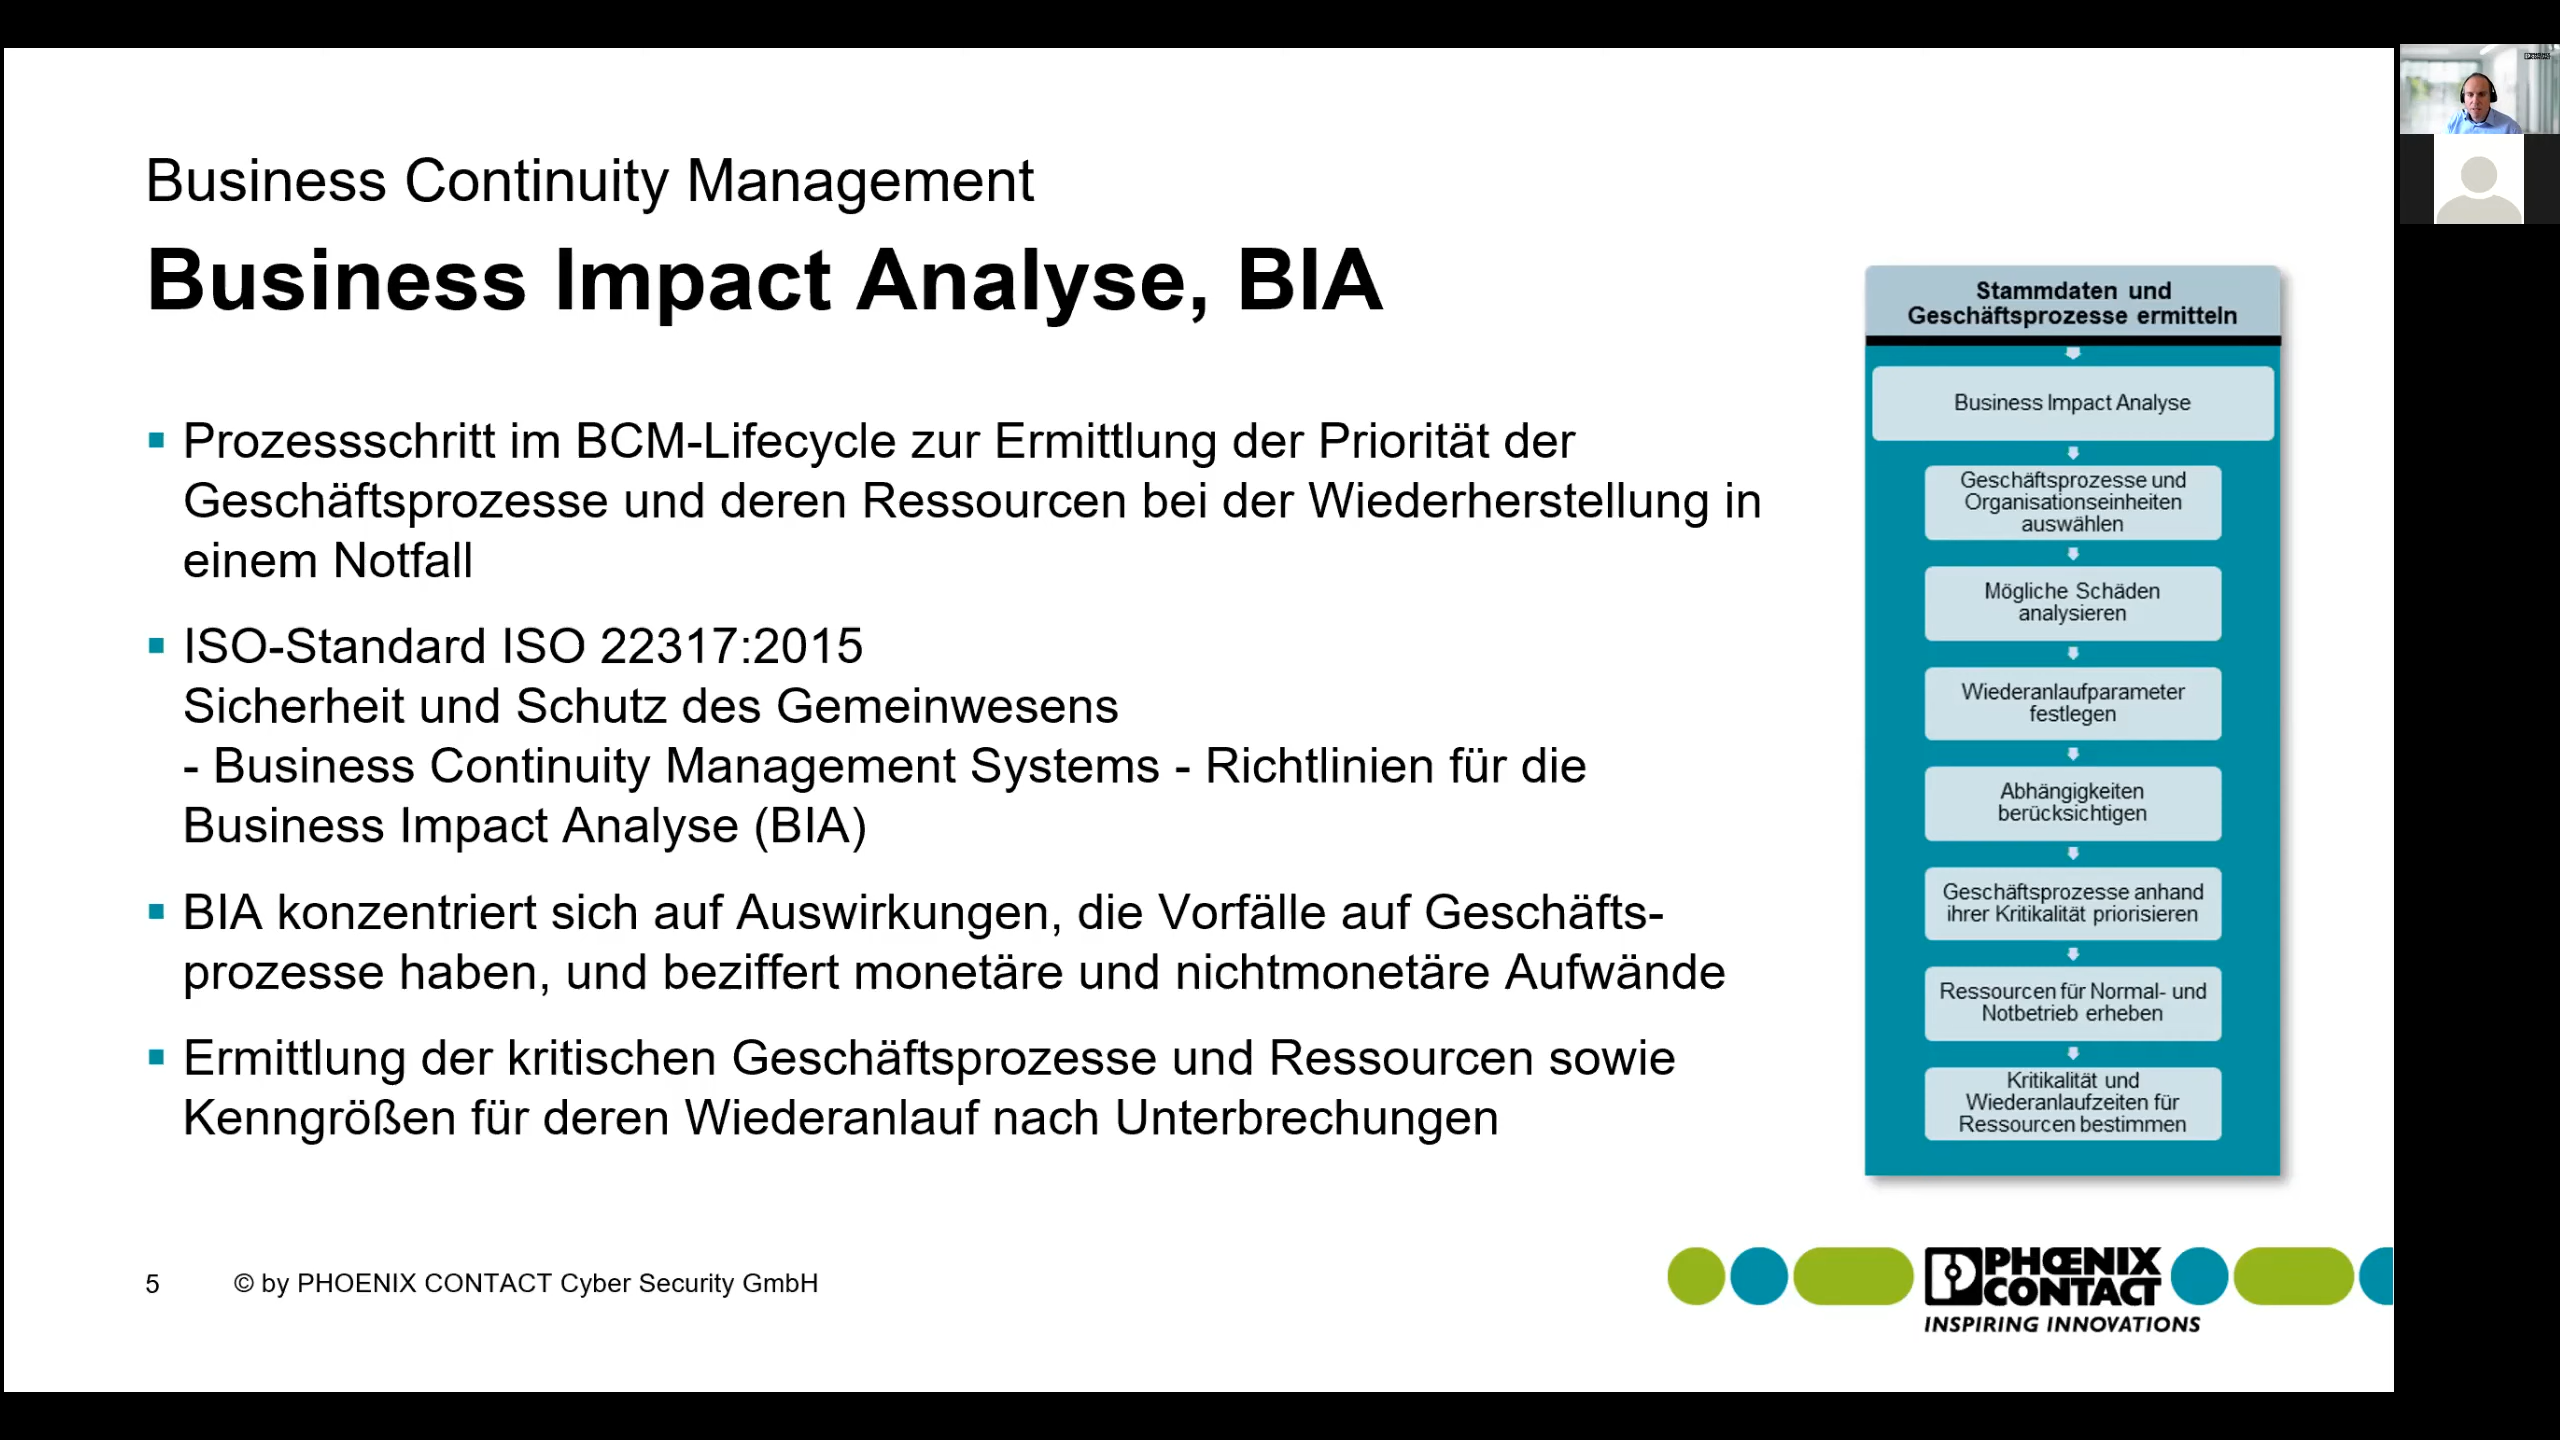 Business Continuity Management
Business Impact Analyse, BIA
Prozessschritt im BCM-Lifecycle zur Ermittlung der Priorität der
Geschäftsprozesse und deren Ressourcen bei der Wiederherstellung in
einem Notfall
ISO-Standard ISO 22317:2015
Sicherheit und Schutz des Gemeinwesens
- Business Continuity Management Systems - Richtlinien für die
Business Impact Analyse (BIA)
BIA konzentriert sich auf Auswirkungen, die Vorfälle auf Geschäfts-
prozesse haben, und beziffert monetäre und nichtmonetäre Aufwände
Ermittlung der kritischen Geschäftsprozesse und Ressourcen sowie
Kenngrößen für deren Wiederanlauf nach Unterbrechungen
Stammdaten und
Geschäftsprozesse ermitteln
Business Impact Analyse
Geschäftsprozesse und
Organisationseinheiten
auswählen
Mögliche Schäden
analysieren
Wiederanlaufparameter
festlegen
Abhängigkeiten
berücksichtigen
Geschäftsprozesse anhand
ihrer Kritikalität priorisieren
Ressourcen für Normal- und
Notbetrieb erheben
Kritikalität und
Wiederanlaufzeiten für
Ressourcen bestimmen
5 © by PHOENIX CONTACT Cyber Security GmbH
PHŒNIX
CONTACT
INSPIRING INNOVATIONS